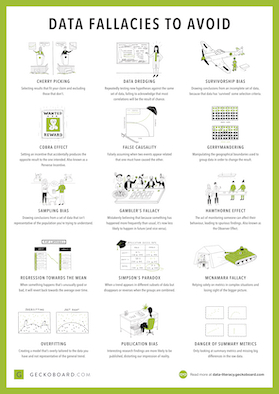 DATA FALLACIES TO AVOID
CHERRY PICKING
Selecting results that fit your claim and excluding
those that don't.
DATA DREDGING
Repeatedly testing new hypotheses against the same
set of data, failing to acknowledge that most
correlations will be the result of chance.
SURVIVORSHIP BIAS
Drawing conclusions from an incomplete set of data,
because that data has 'survived' some selection criteria.
WANTED
REWARD
COBRA EFFECT
Setting an incentive that accidentally produces the
opposite result to the one intended. Also known as a
Perverse Incentive.
FALSE CAUSALITY
Falsely assuming when two events appear related
that one must have caused the other.
GERRYMANDERING
Manipulating the geographical boundaries used to
group data in order to change the result.
SAMPLING BIAS
Drawing conclusions from a set of data that isn't
representative of the population you're trying to understand.
GAMBLER'S FALLACY
Mistakenly believing that because something has
happened more frequently than usual, it's now less
likely to happen in future (and vice versa).
HAWTHORNE EFFECT
The act of monitoring someone can affect their
behaviour, leading to spurious findings. Also known as
the Observer Effect.
REGRESSION TOWARDS THE MEAN
When something happens that's unusually good or
bad, it will revert back towards the average over time.
SIMPSON'S PARADOX
When a trend appears in different subsets of data but
disappears or reverses when the groups are combined.
MCNAMARA FALLACY
Relying solely on metrics in complex situations and
losing sight of the bigger picture.
OVERFITTING
Creating a model that's overly tailored to the data you
have and not representative of the general trend.
PUBLICATION BIAS
Interesting research findings are more likely to be
published, distorting our impression of reality.
DANGER OF SUMMARY METRICS
Only looking at summary metrics and missing big
differences in the raw data.
G GECKOBOARD.COM
Read more at data-literacy.geckoboard.com